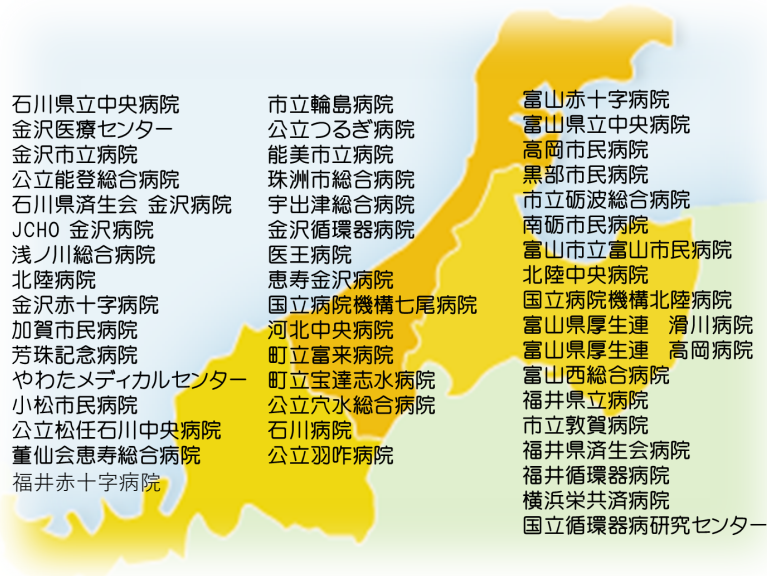 石川県立中央病院
金沢医療センター
金沢市立病院
公立能登総合病院
石川県済生会 金沢病院
JCHO 金沢病院
浅ノ川総合病院
北陸病院
金沢赤十字病院
加賀市民病院
芳珠記念病院
やわたメディカルセンター
小松市民病院
公立松任石川中央病院
董仙会恵寿総合病院
福井赤十字病院
市立輪島病院
公立つるぎ病院
能美市立病院
珠洲市総合病院
宇出津総合病院
金沢循環器病院
医王病院
恵寿金沢病院
国立病院機構七尾病院
河北中央病院
町立富来病院
町立宝達志水病院
公立穴水総合病院
石川病院
公立羽咋病院
富山赤十字病院
富山県立中央病院
高岡市民病院
黒部市民病院
市立砺波総合病院
南砺市民病院
富山市立富山市民病院
北陸中央病院
国立病院機構北陸病院
富山県厚生連　滑川病院
富山県厚生連　高岡病院
富山西総合病院
福井県立病院
市立敦賀病院
福井県済生会病院
福井循環器病院
横浜栄共済病院
国立循環器病研究センター